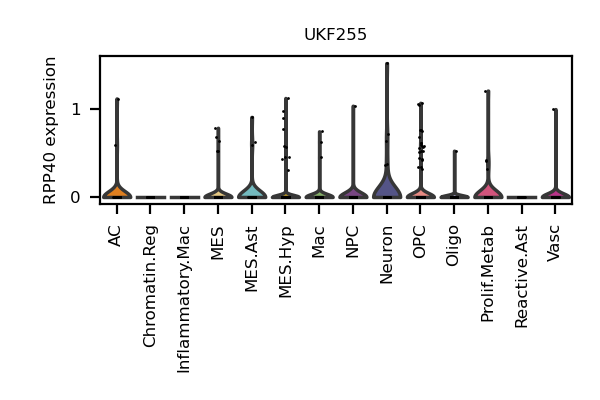 UKF255
RPP40 expression
1
0
AC
Chromatin.Reg
Inflammatory.Mac
MES
MES.Ast
MES.Hyp
Mac
NPC
Neuron
OPC
Oligo
Prolif.Metab
Reactive.Ast
Vasc